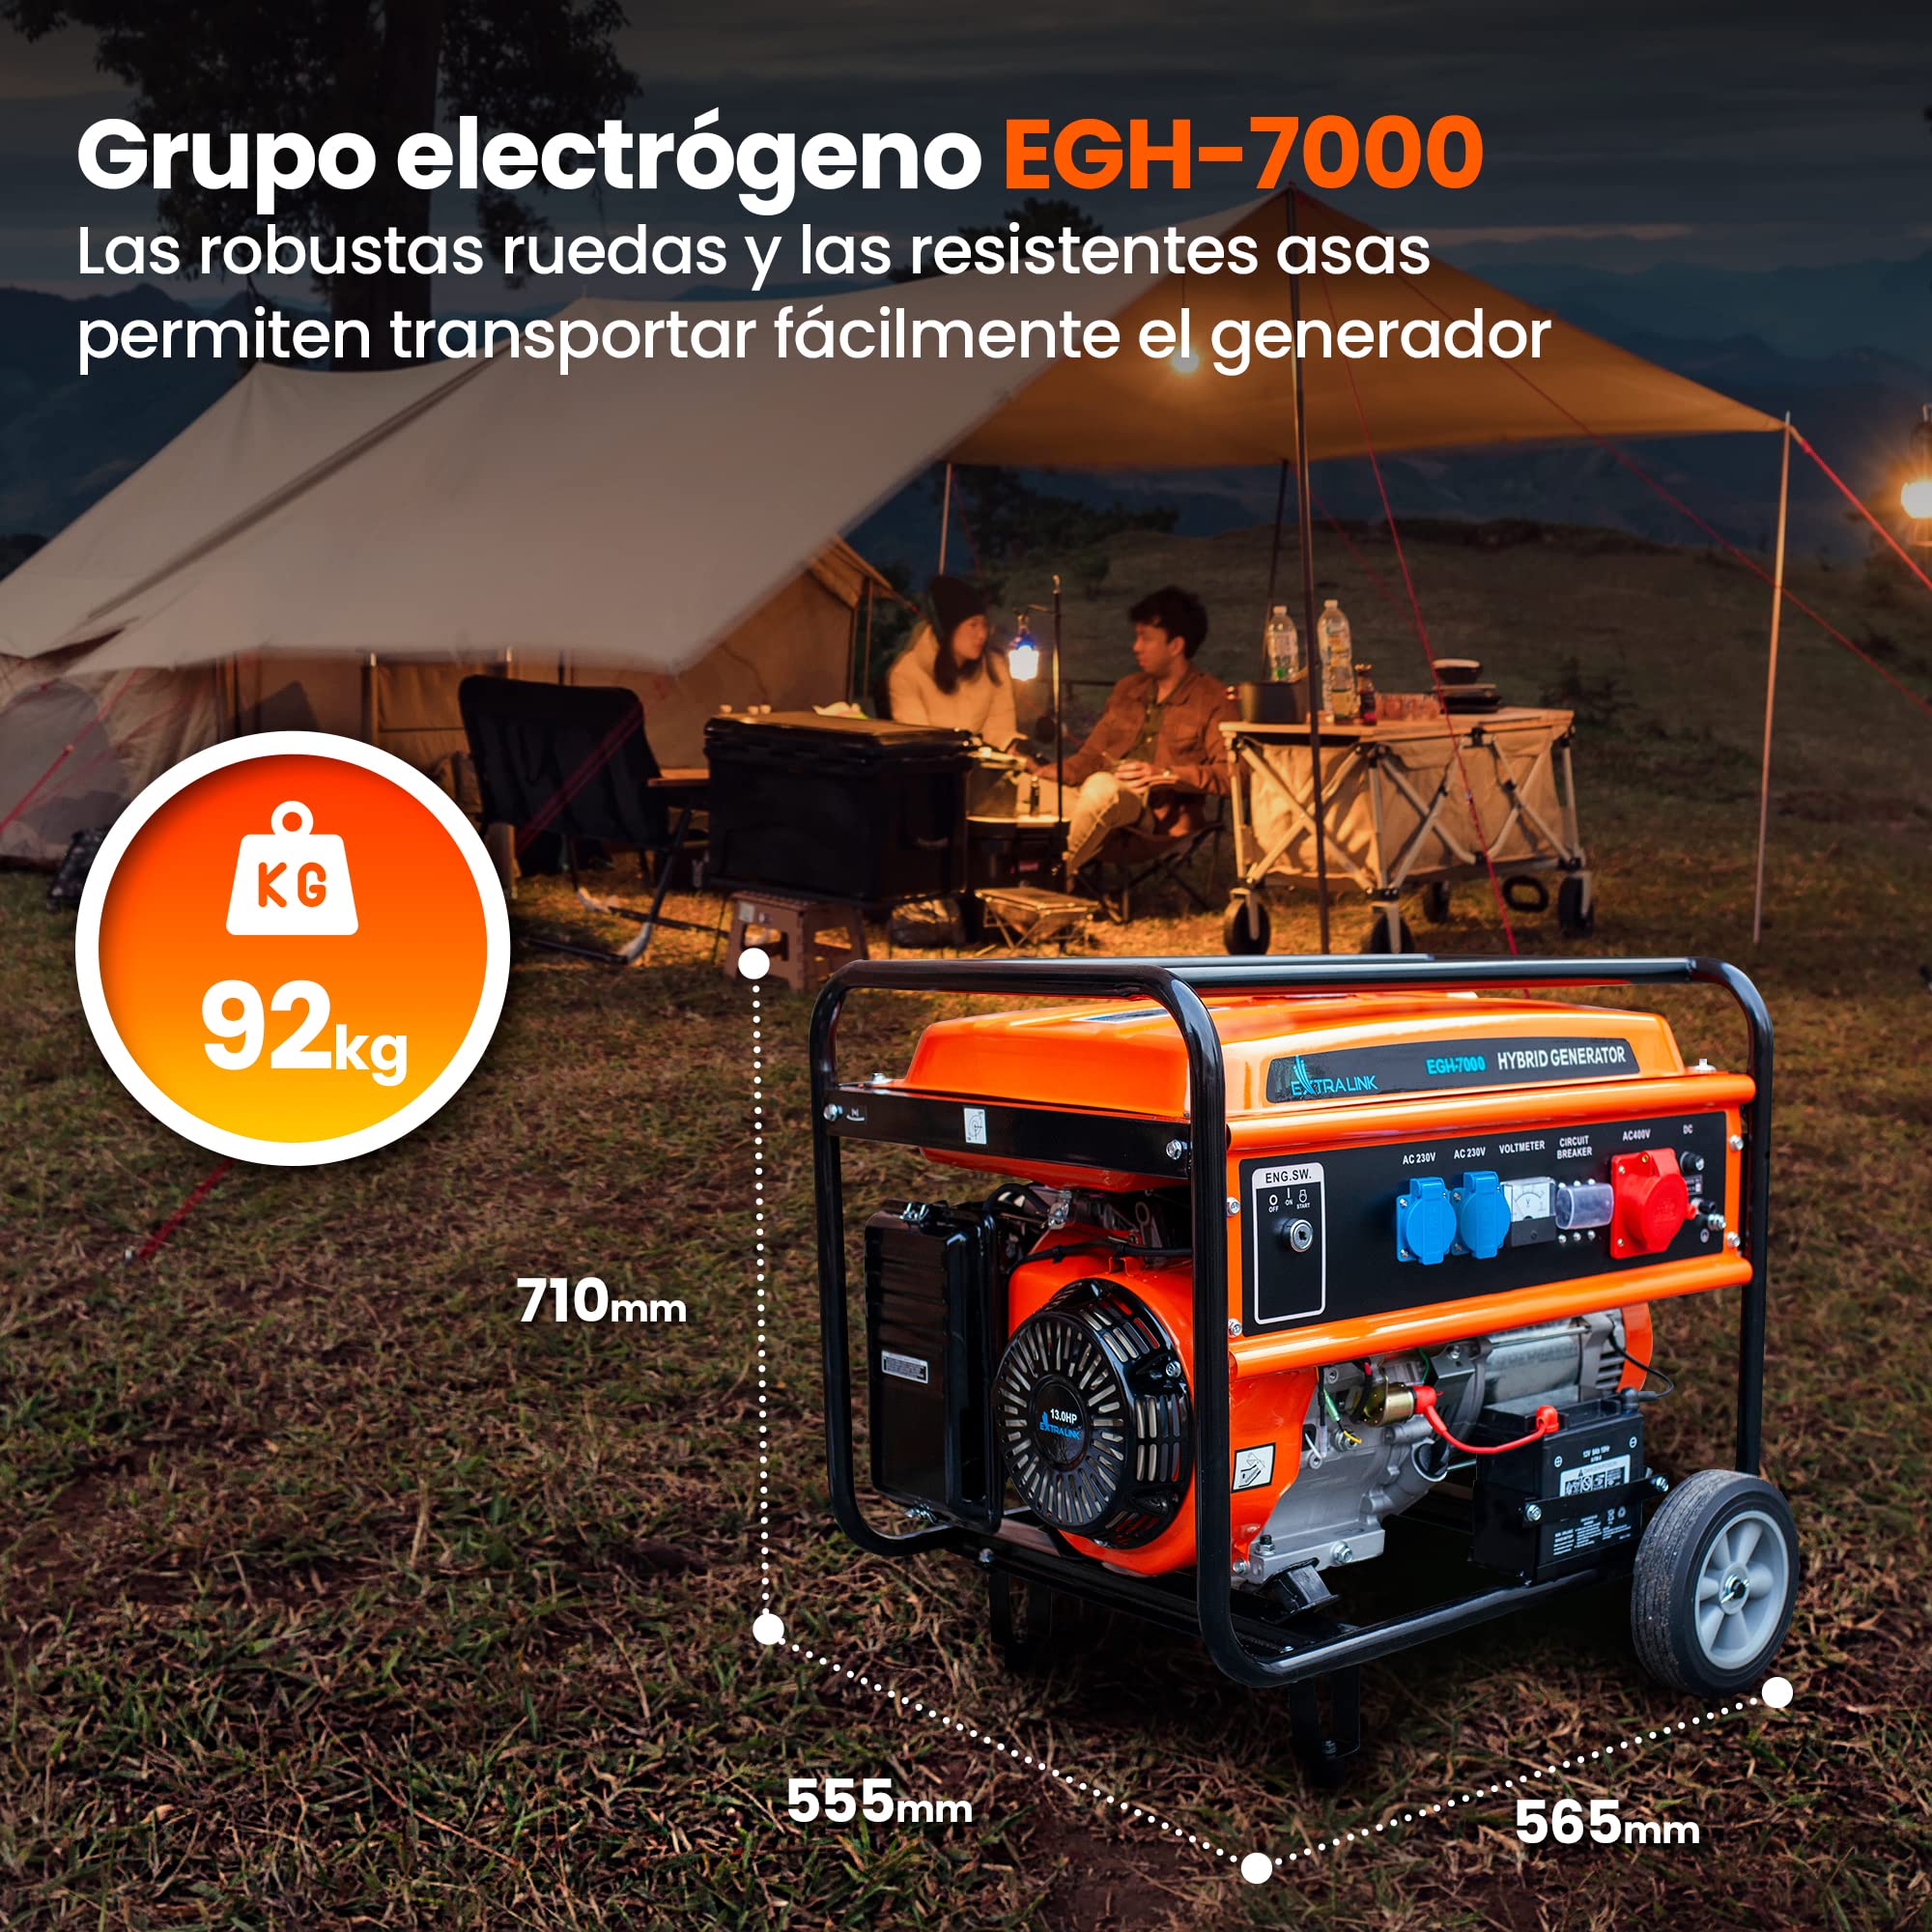 Grupo electrógeno EGH-7000
Las robustas ruedas y las resistentes asas
permiten transportar fácilmente el generador
KG
92kg
EXTRALINK EGH-7000 HYBRID GENERATOR
ENG.SW.
OFF ON START
AC 230V AC 230V VOLTMETER CIRCUIT BREAKER AC400V DC
710mm
13.0HP
EXTRALINK
555mm
565mm